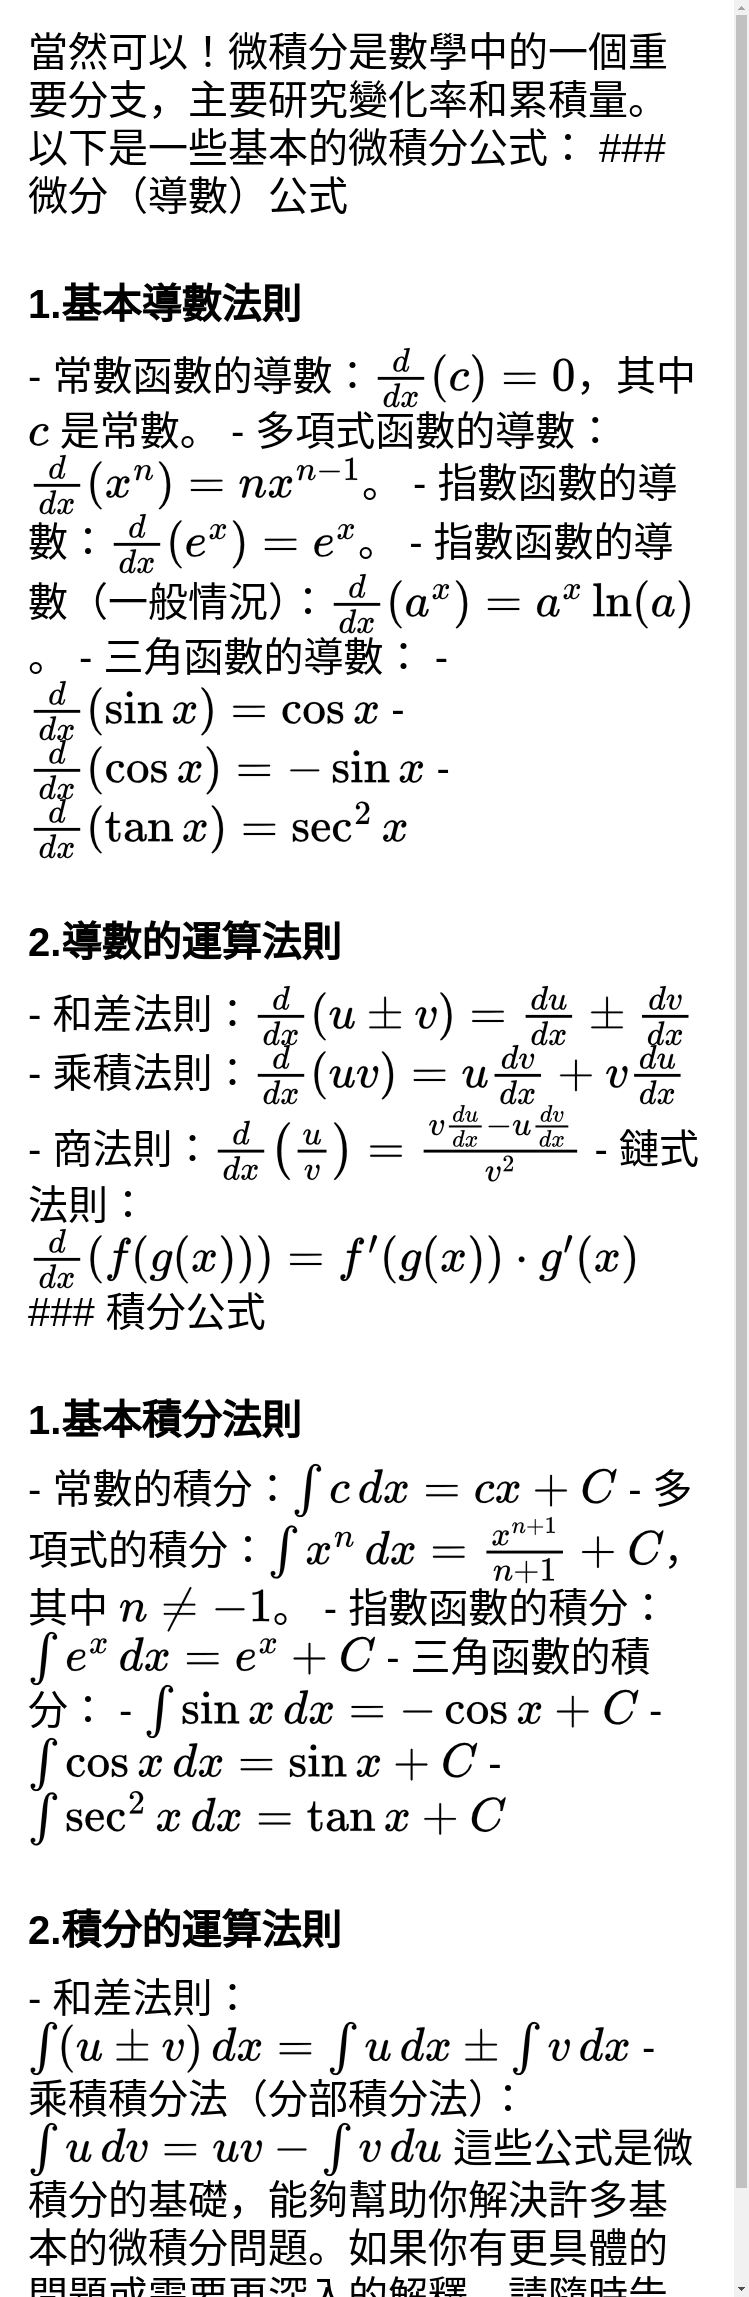 當然可以！微積分是數學中的一個重
要分支，主要研究變化率和累積量。
以下是一些基本的微積分公式： ###
微分（導數）公式
1.基本導數法則
- 常數函數的導數：$\frac{d}{dx}(c) = 0$，其中
$c$ 是常數。 - 多項式函數的導數：
$\frac{d}{dx}(x^n) = nx^{n-1}$。 - 指數函數的導
數：$\frac{d}{dx}(e^x) = e^x$。 - 指數函數的導
數（一般情況）：$\frac{d}{dx}(a^x) = a^x \ln(a)$
。 - 三角函數的導數： -
$\frac{d}{dx}(\sin x) = \cos x$ -
$\frac{d}{dx}(\cos x) = -\sin x$ -
$\frac{d}{dx}(\tan x) = \sec^2 x$
2.導數的運算法則
- 和差法則：$\frac{d}{dx}(u \pm v) = \frac{du}{dx} \pm \frac{dv}{dx}$
- 乘積法則：$\frac{d}{dx}(uv) = u\frac{dv}{dx} + v\frac{du}{dx}$
- 商法則：$\frac{d}{dx}\left(\frac{u}{v}\right) = \frac{v\frac{du}{dx} - u\frac{dv}{dx}}{v^2}$ - 鏈式
法則：
$\frac{d}{dx}(f(g(x))) = f'(g(x)) \cdot g'(x)$
### 積分公式
1.基本積分法則
- 常數的積分：$\int c\,dx = cx + C$ - 多
項式的積分：$\int x^n\,dx = \frac{x^{n+1}}{n+1} + C$，
其中 $n \neq -1$。 - 指數函數的積分：
$\int e^x\,dx = e^x + C$ - 三角函數的積
分： - $\int \sin x\,dx = -\cos x + C$ -
$\int \cos x\,dx = \sin x + C$ -
$\int \sec^2 x\,dx = \tan x + C$
2.積分的運算法則
- 和差法則：
$\int (u \pm v)\,dx = \int u\,dx \pm \int v\,dx$ -
乘積積分法（分部積分法）：
$\int u\,dv = uv - \int v\,du$ 這些公式是微
積分的基礎，能夠幫助你解決許多基
本的微積分問題。如果你有更具體的
問題或需要更深入的解釋，請隨時告